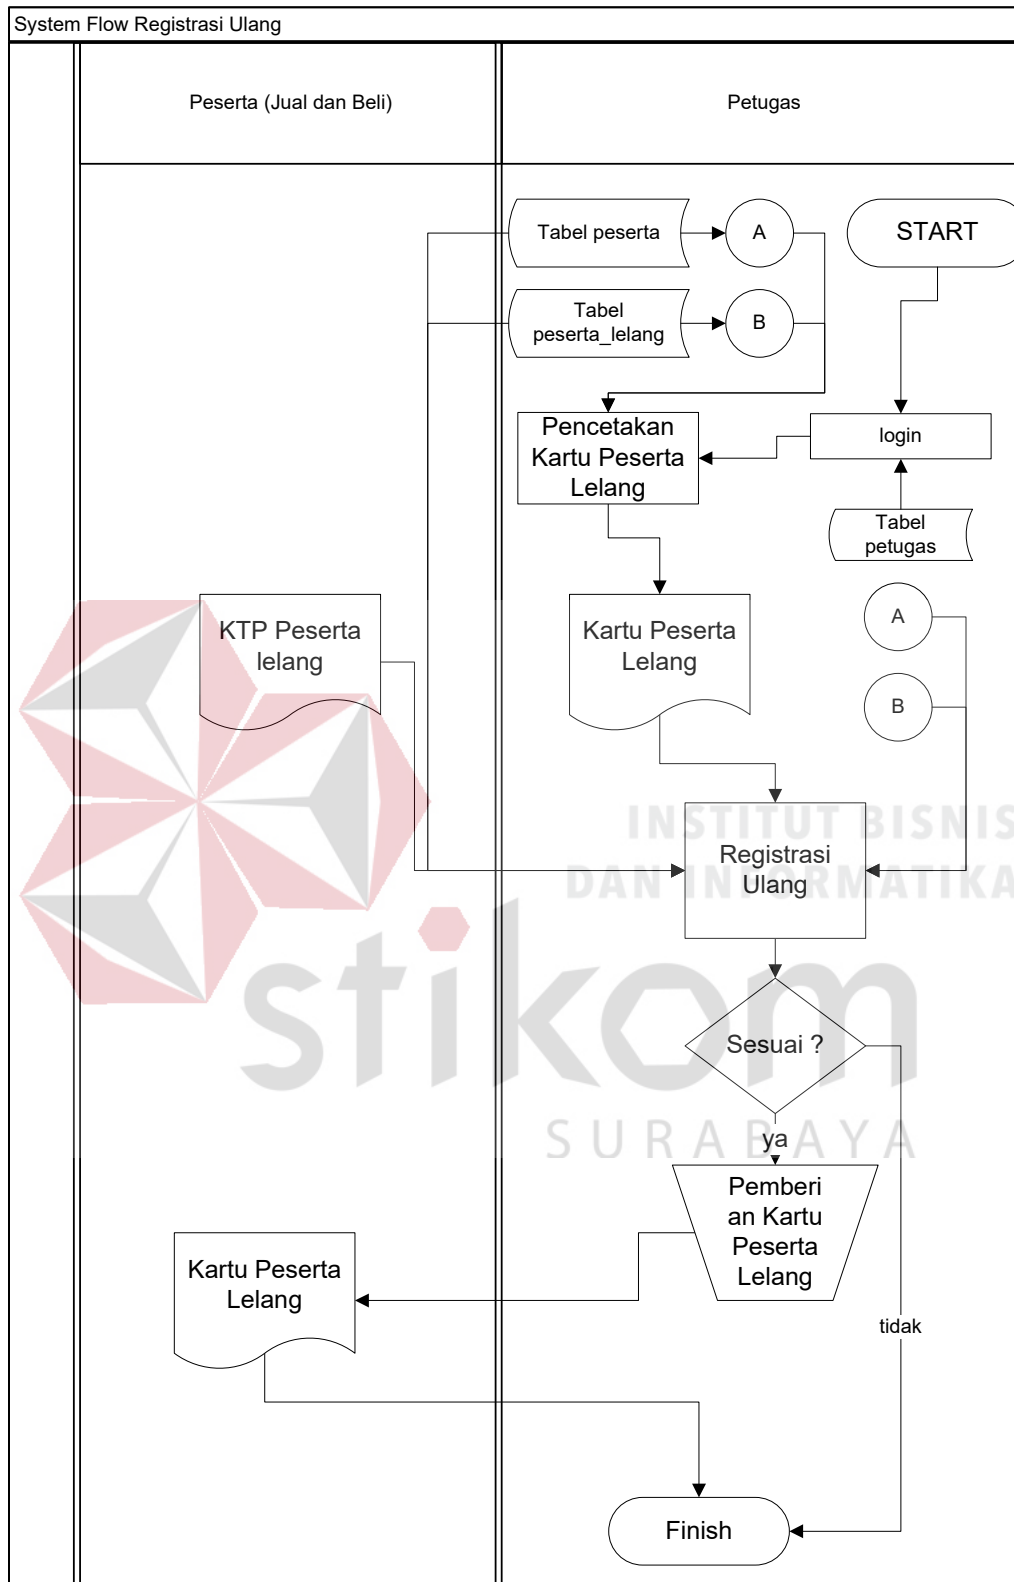 System Flow Registrasi Ulang
Peserta (Jual dan Beli)
Petugas
Tabel peserta
A
START
Tabel
peserta_lelang
B
Pencetakan
Kartu Peserta
Lelang
login
Tabel
petugas
KTP Peserta
lelang
Kartu Peserta
Lelang
A
B
INSTITUT BISNIS
DAN INFORMATIKA
Registrasi
Ulang
stikom
Sesuai ?
SURABAYA
ya
Pemberi
an Kartu
Peserta
Lelang
Kartu Peserta
Lelang
tidak
Finish